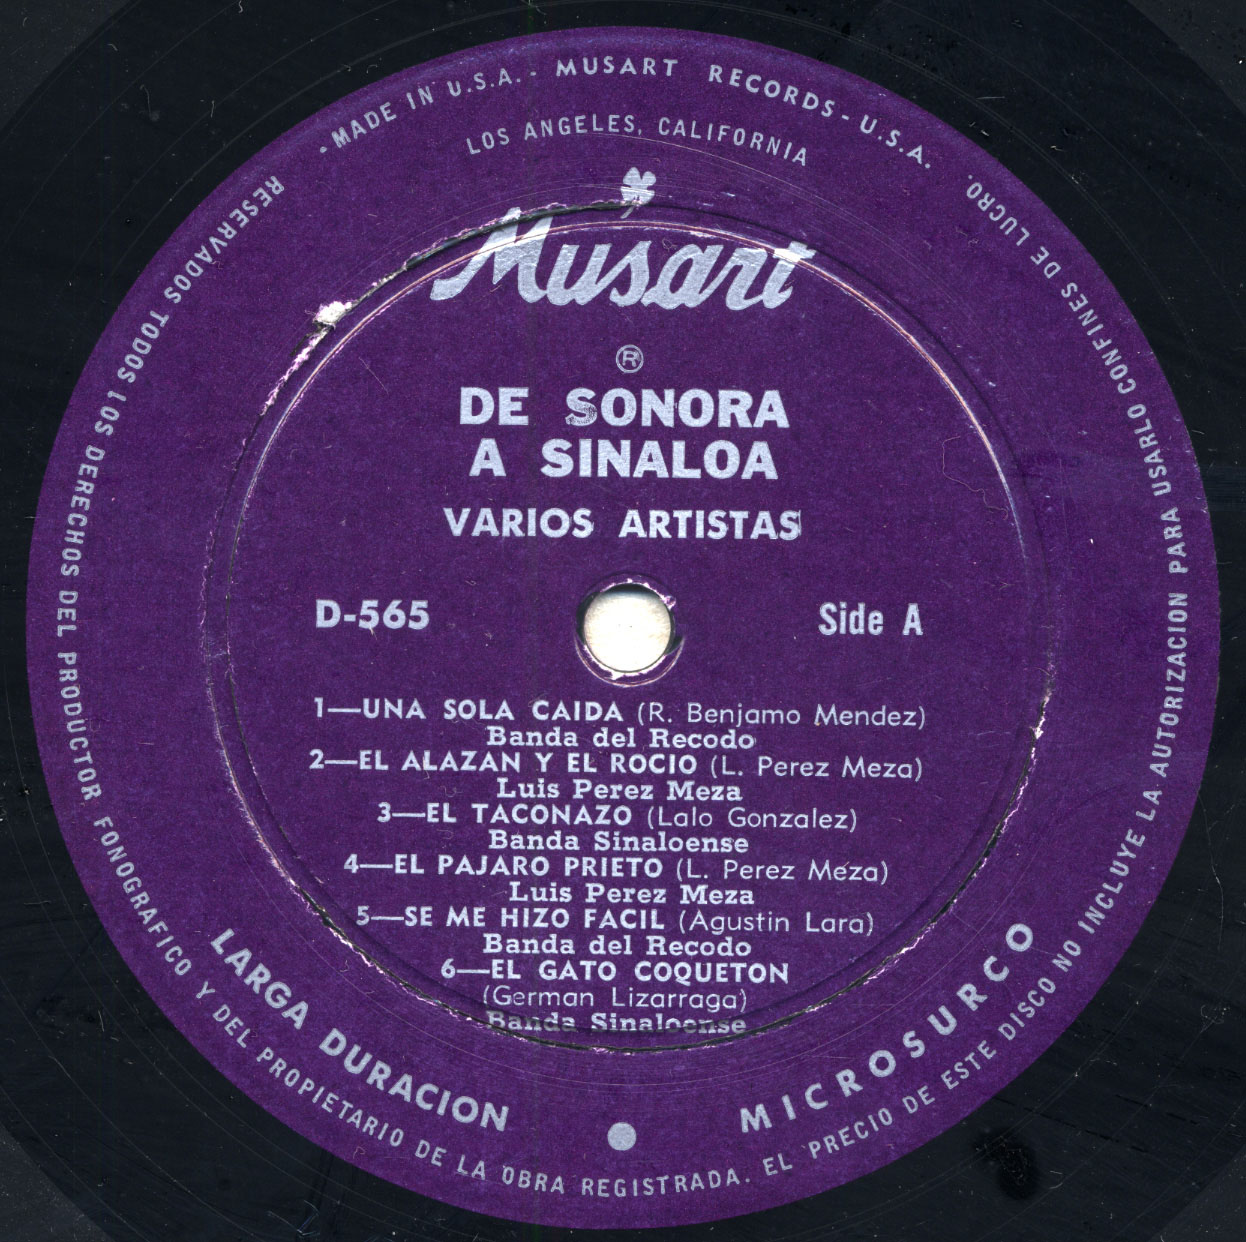 • MADE IN U.S.A. - MUSART RECORDS - U.S.A.
LOS ANGELES, CALIFORNIA
Musart
®
DE SONORA
A SINALOA
VARIOS ARTISTAS
D-565
Side A
1—UNA SOLA CAIDA (R. Benjamo Mendez)
Banda del Recodo
2—EL ALAZAN Y EL ROCIO (L. Perez Meza)
Luis Perez Meza
3—EL TACONAZO (Lalo Gonzalez)
Banda Sinaloense
4—EL PAJARO PRIETO (L. Perez Meza)
Luis Perez Meza
5—SE ME HIZO FACIL (Agustin Lara)
Banda del Recodo
6—EL GATO COQUETON
(German Lizarraga)
Banda Sinaloense
LARGA DURACION
MICROSURCO
RESERVADOS TODOS LOS DERECHOS DEL PRODUCTOR FONOGRAFICO Y DEL PROPIETARIO DE LA OBRA REGISTRADA. EL PRECIO DE ESTE DISCO NO INCLUYE LA AUTORIZACION PARA USARLO CONFINES DE LUCRO.